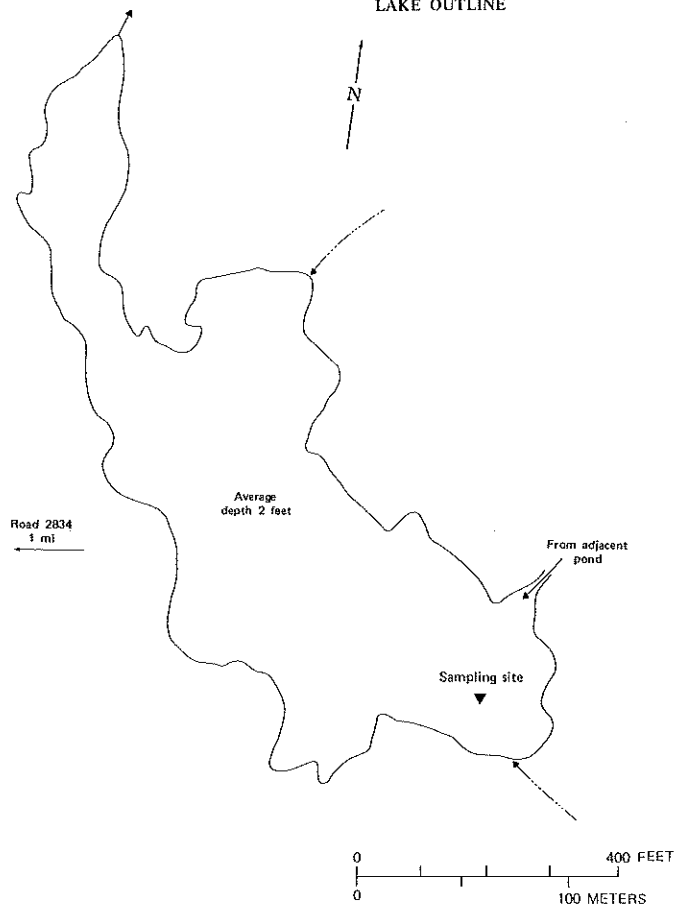 LAKE OUTLINE
N
Average
depth 2 feet
Road 2834
1 mi
From adjacent
pond
Sampling site
0 400 FEET
0 100 METERS